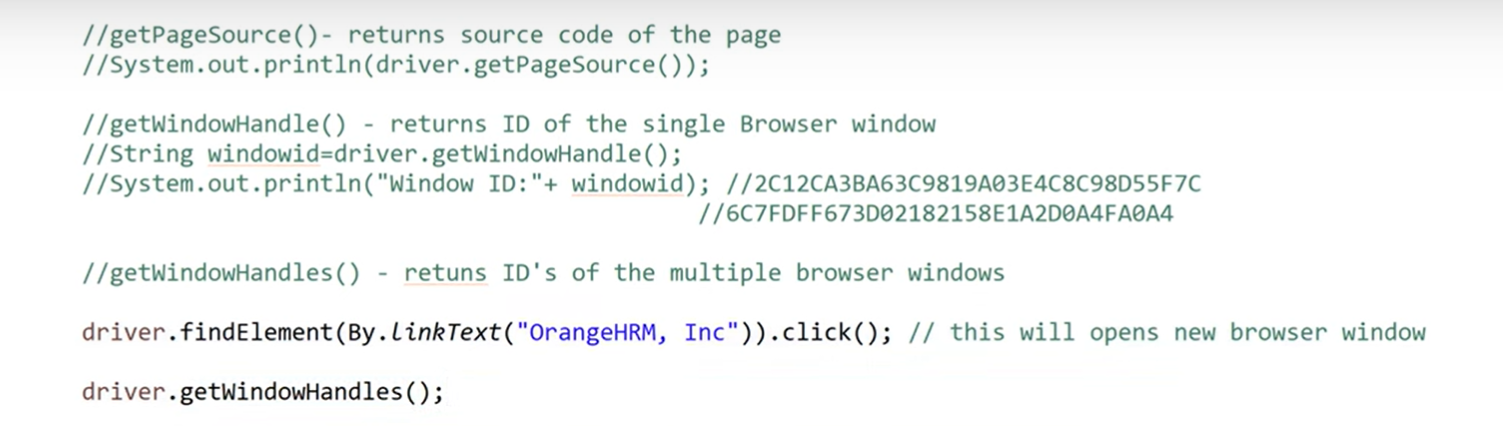 //getPageSource()- returns source code of the page
//System.out.println(driver.getPageSource());
//getWindowHandle() - returns ID of the single Browser window
//String windowid=driver.getWindowHandle();
//System.out.println("Window ID:"+ windowid); //2C12CA3BA63C9819A03E4C8C98D55F7C
//6C7FDFF673D02182158E1A2D0A4FA0A4
//getWindowHandles() - retuns ID's of the multiple browser windows
driver.findElement(By.linkText("OrangeHRM, Inc")).click(); // this will opens new browser window
driver.getWindowHandles();